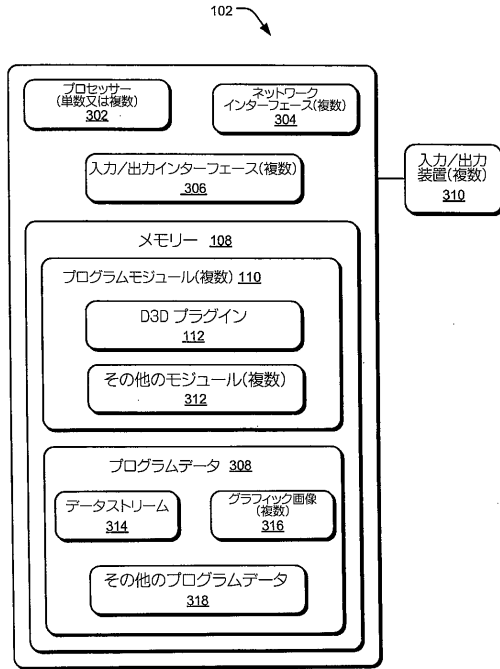 102
プロセッサー
(単数又は複数)
302
ネットワーク
インターフェース(複数)
304
入力/出力インターフェース(複数)
306
入力/出力
装置(複数)
310
メモリー 108
プログラムモジュール(複数) 110
D3D プラグイン
112
その他のモジュール(複数)
312
プログラムデータ 308
データストリーム
314
グラフィック画像
(複数)
316
その他のプログラムデータ
318